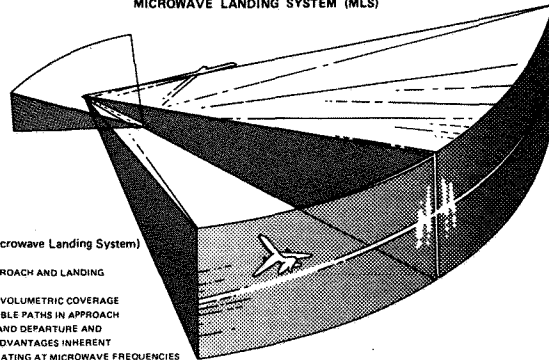 MICROWAVE LANDING SYSTEM (MLS)
crowave Landing System)
ROACH AND LANDING
VOLUMETRIC COVERAGE
BLE PATHS IN APPROACH
AND DEPARTURE AND
DVANTAGES INHERENT
ATING AT MICROWAVE FREQUENCIES